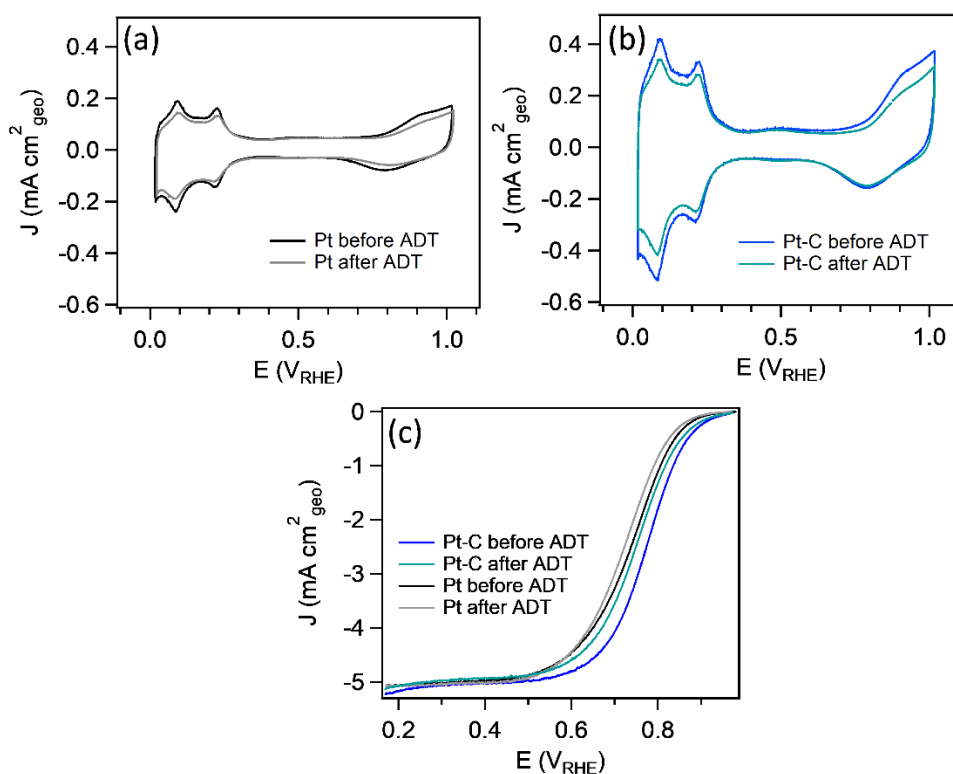 (a)
0.4
0.2
0.0
-0.2
-0.4
-0.6
J (mA cm²geo)
Pt before ADT
Pt after ADT
0.0 0.5 1.0
E (V_RHE)
(b)
0.4
0.2
0.0
-0.2
-0.4
-0.6
J (mA cm²geo)
Pt-C before ADT
Pt-C after ADT
0.0 0.5 1.0
E (V_RHE)
(c)
0
-1
-2
-3
-4
-5
J (mA cm²geo)
Pt-C before ADT
Pt-C after ADT
Pt before ADT
Pt after ADT
0.2 0.4 0.6 0.8
E (V_RHE)